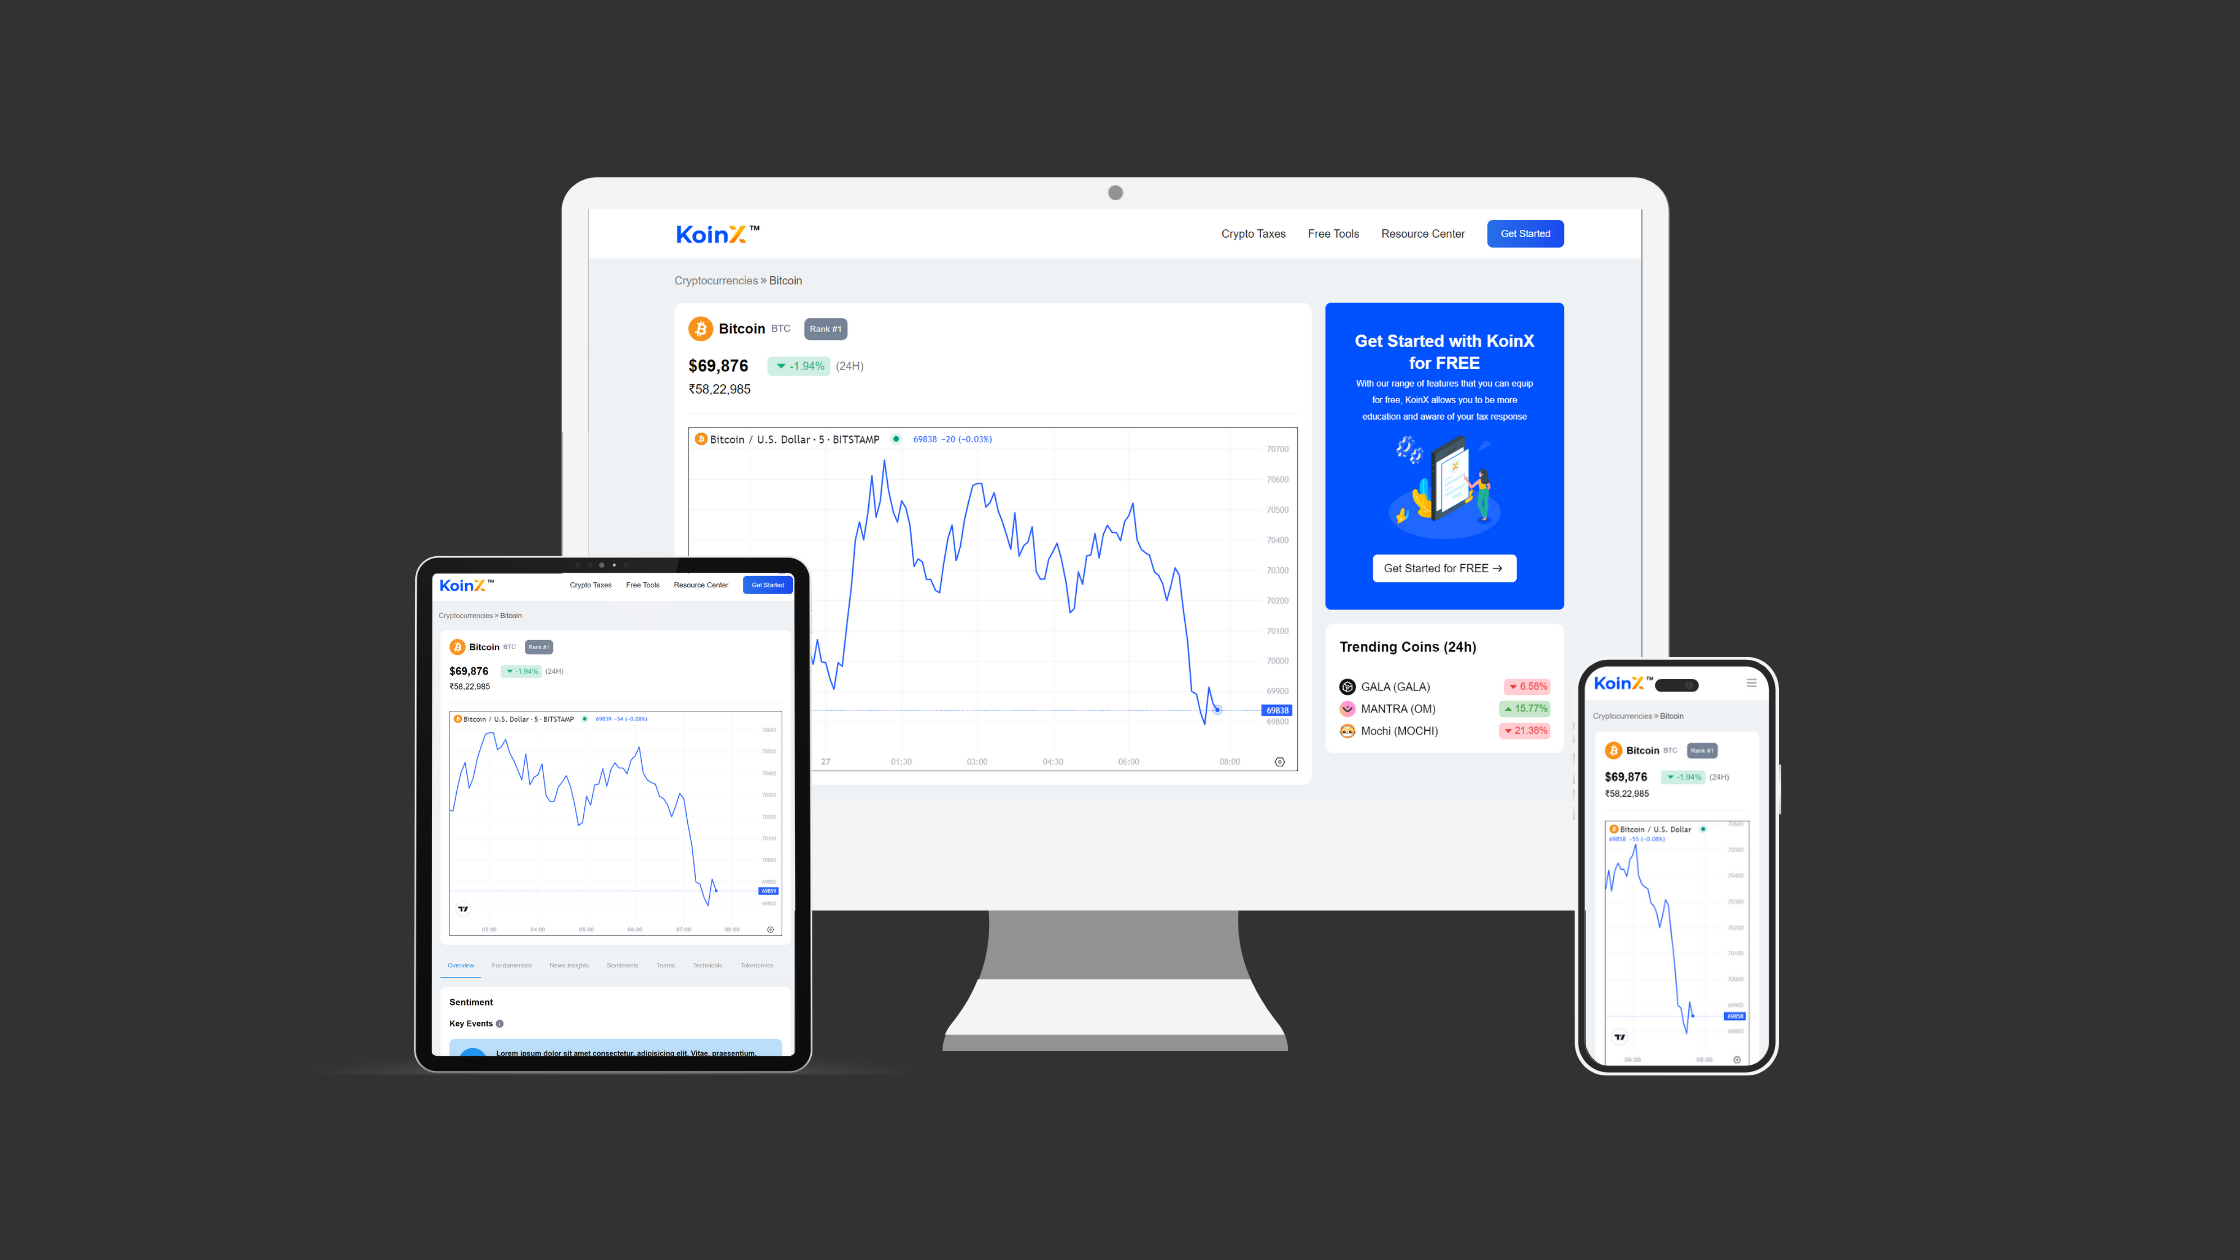 KoinX™
Crypto Taxes
Free Tools
Resource Center
Get Started
Cryptocurrencies » Bitcoin
Bitcoin BTC Rank #1
$69,876 -1.94% (24H)
₹58,22,985
Bitcoin / U.S. Dollar · 5 · BITSTAMP 69838 −20 (−0.03%)
70700
70600
70500
70400
70300
70200
70100
70000
69900
69838
69800
27 01:30 03:00 04:30 06:00 08:00
Get Started with KoinX
for FREE
With our range of features that you can equip
for free, KoinX allows you to be more
education and aware of your tax response
Get Started for FREE →
Trending Coins (24h)
GALA (GALA) 6.58%
MANTRA (OM) 15.77%
Mochi (MOCHI) 21.38%
KoinX™
Crypto Taxes
Free Tools
Resource Center
Get Started
Cryptocurrencies » Bitcoin
Bitcoin BTC Rank #1
$69,876 -1.94% (24H)
₹58,22,985
Bitcoin / U.S. Dollar · 5 · BITSTAMP 69859 −54 (−0.08%)
70600
70500
70400
70300
70200
70100
70000
69900
69859
69800
03:00 04:00 05:00 06:00 07:00 08:00
Overview Fundamentals News Insights Sentiments Teams Technicals Tokenomics
Sentiment
Key Events
Lorem ipsum dolor sit amet consectetur, adipisicing elit. Vitae, praesentium.
KoinX™
Cryptocurrencies » Bitcoin
Bitcoin BTC Rank #1
$69,876 -1.94% (24H)
₹58,22,985
Bitcoin / U.S. Dollar
69858 −55 (−0.08%)
70600
70500
70400
70300
70200
70100
70000
69900
69858
69800
06:00 08:00